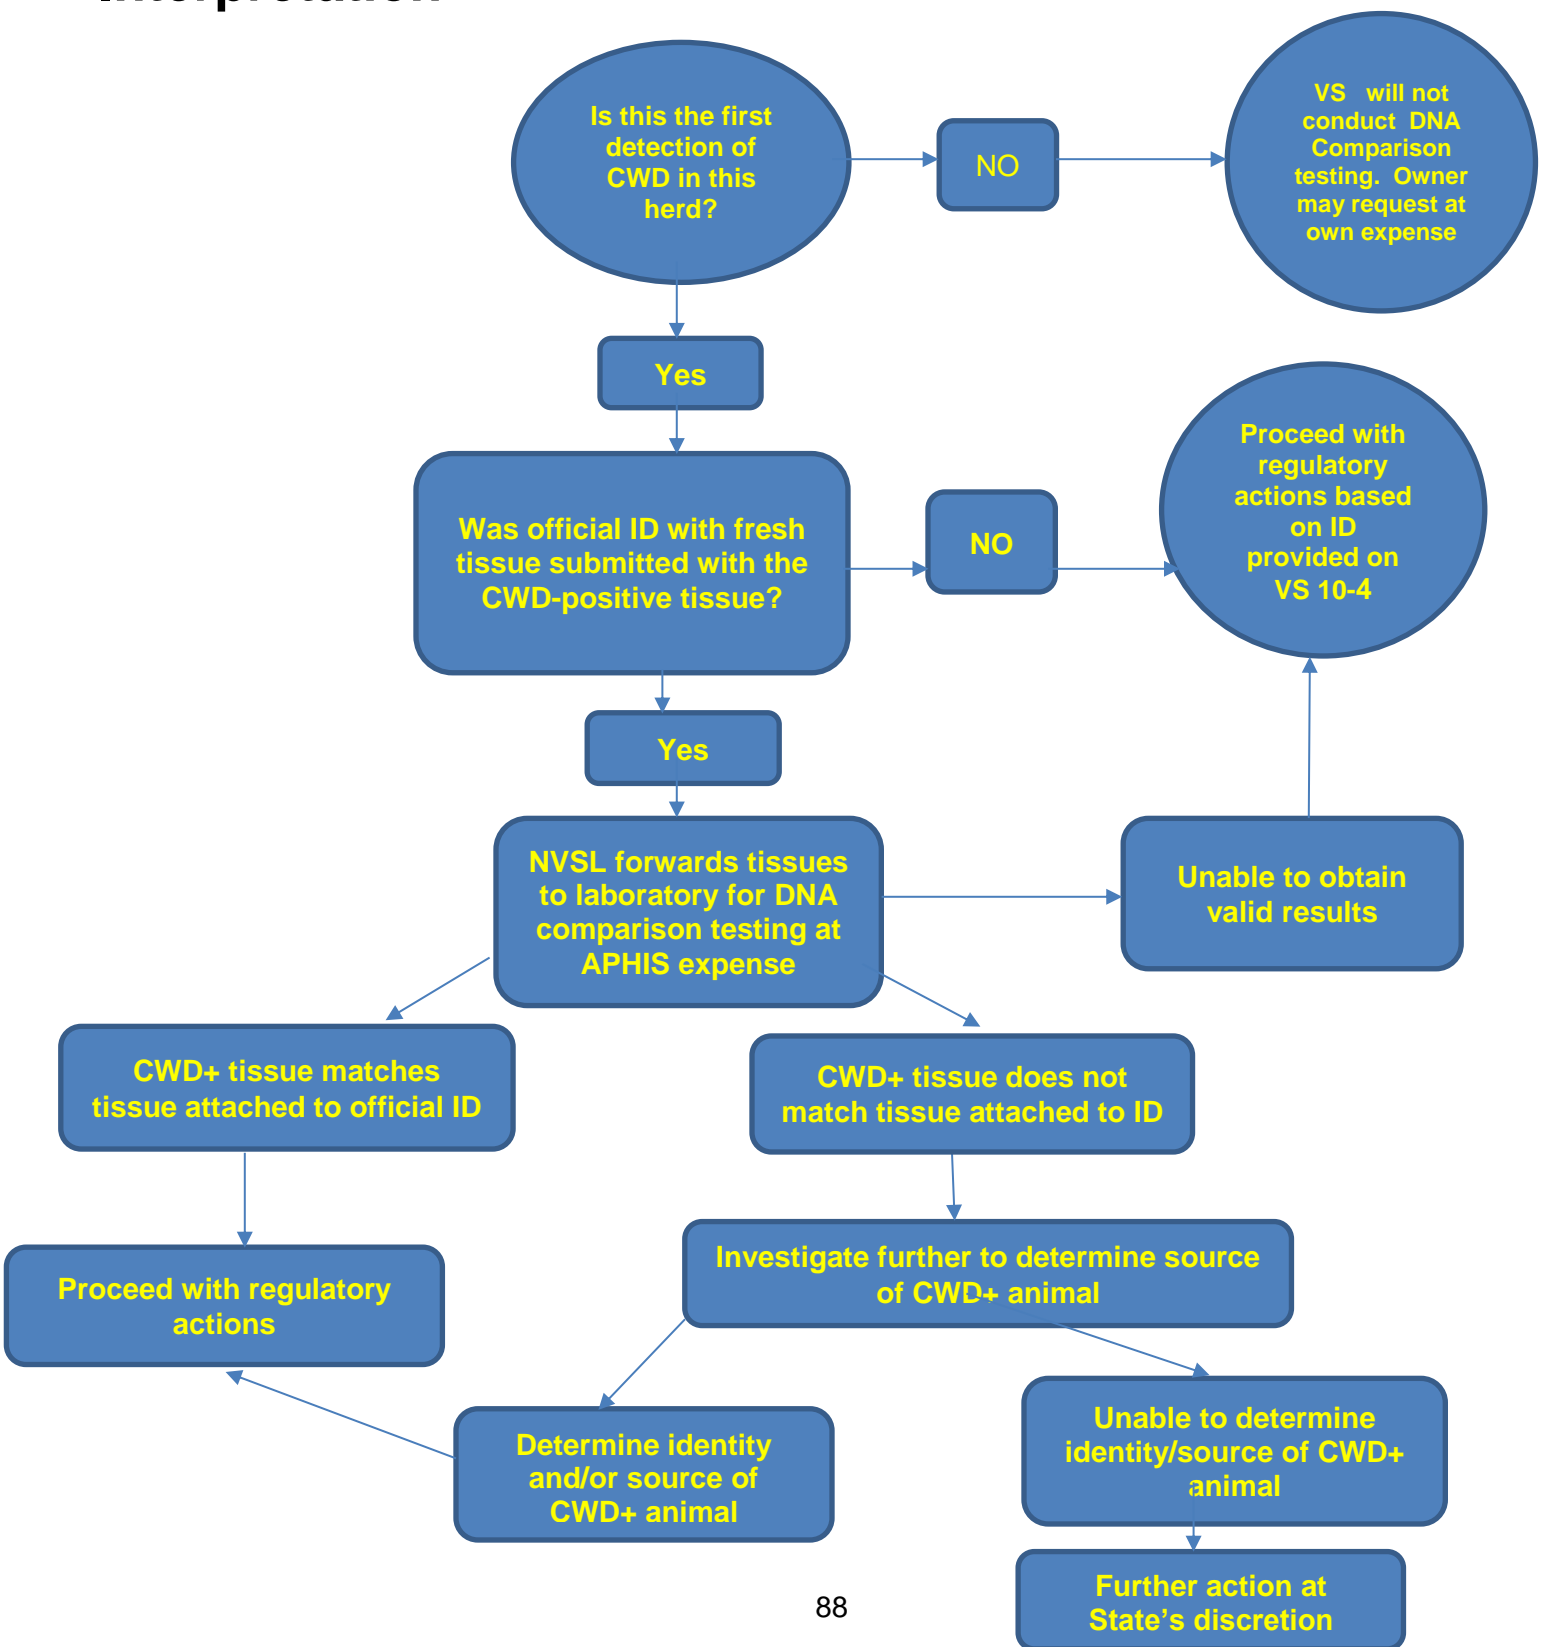 Interpretation
Is this the first
detection of
CWD in this
herd?
NO
VS will not
conduct DNA
Comparison
testing. Owner
may request at
own expense
Yes
Was official ID with fresh
tissue submitted with the
CWD-positive tissue?
NO
Proceed with
regulatory
actions based
on ID
provided on
VS 10-4
Yes
NVSL forwards tissues
to laboratory for DNA
comparison testing at
APHIS expense
Unable to obtain
valid results
CWD+ tissue matches
tissue attached to official ID
CWD+ tissue does not
match tissue attached to ID
Proceed with regulatory
actions
Investigate further to determine source
of CWD+ animal
Determine identity
and/or source of
CWD+ animal
Unable to determine
identity/source of CWD+
animal
Further action at
State’s discretion
88